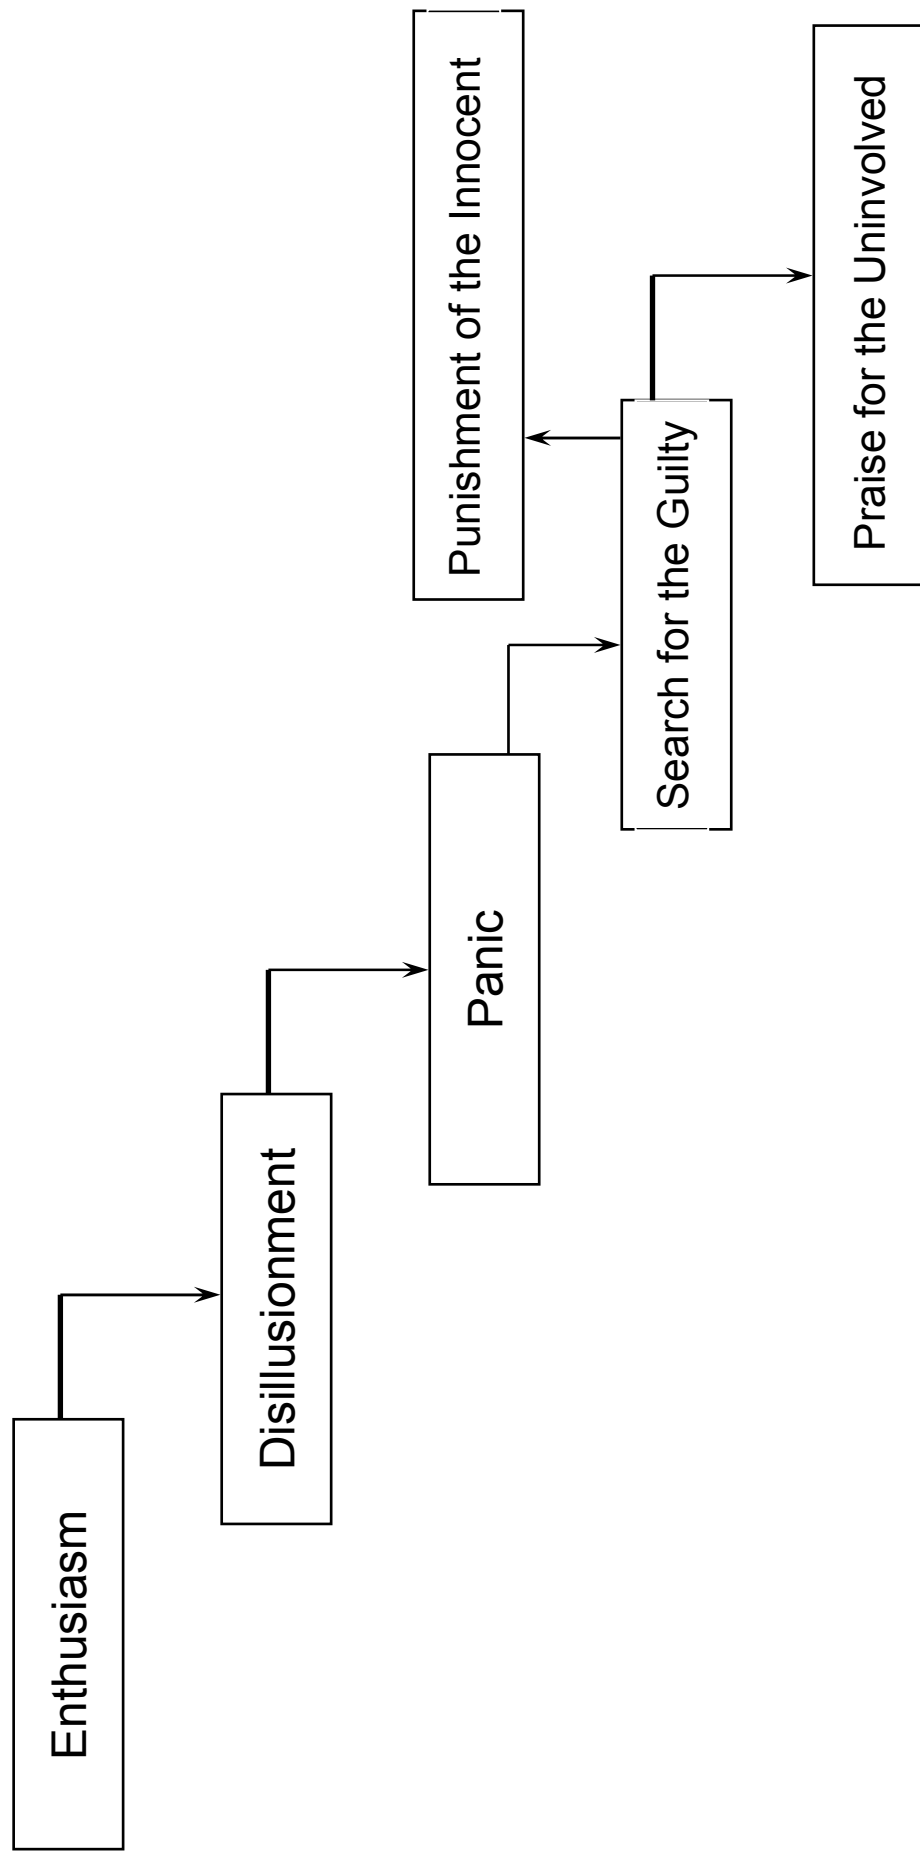 Enthusiasm
Disillusionment
Panic
Punishment of the Innocent
Search for the Guilty
Praise for the Uninvolved